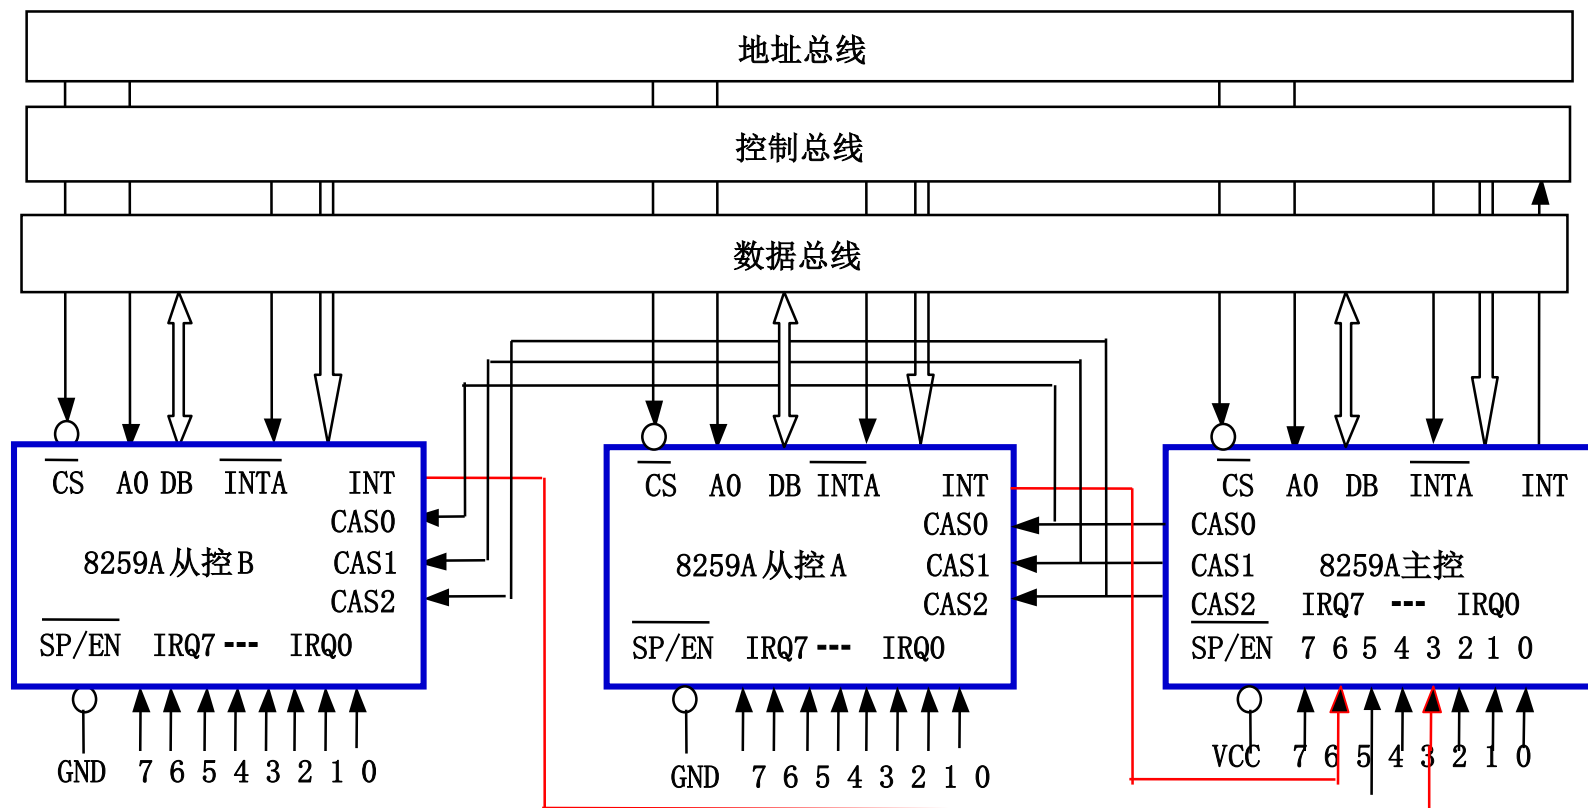 地址总线
控制总线
数据总线
CS A0 DB INTA INT
CAS0
8259A从控B CAS1
CAS2
SP/EN IRQ7 --- IRQ0
GND 7 6 5 4 3 2 1 0
CS A0 DB INTA INT
CAS0
8259A从控A CAS1
CAS2
SP/EN IRQ7 --- IRQ0
GND 7 6 5 4 3 2 1 0
CS A0 DB INTA INT
CAS0
CAS1 8259A主控
CAS2 IRQ7 --- IRQ0
SP/EN 7 6 5 4 3 2 1 0
VCC 7 6 5 4 3 2 1 0